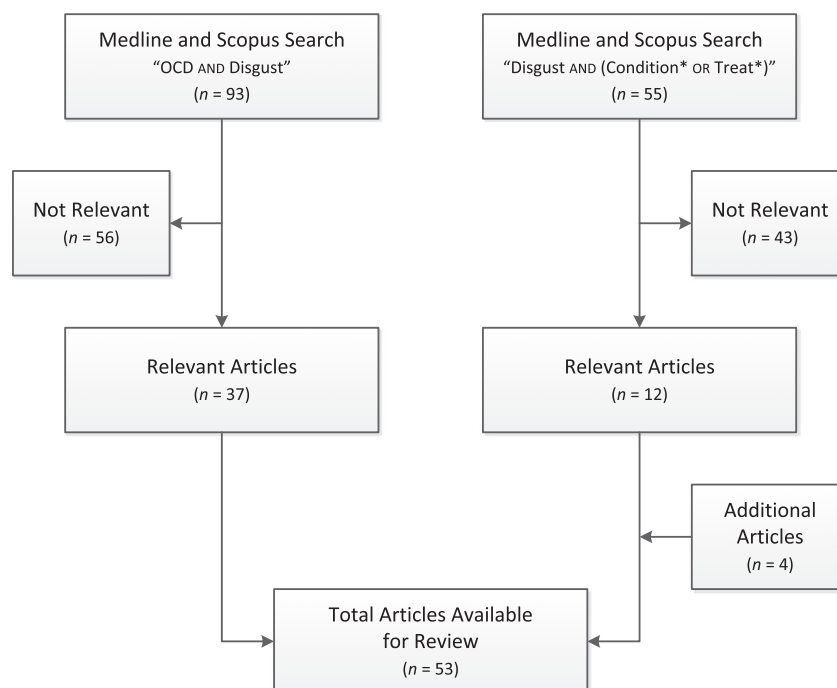 Medline and Scopus Search
“OCD AND Disgust”
(n = 93)
Medline and Scopus Search
“Disgust AND (Condition* OR Treat*)”
(n = 55)
Not Relevant
(n = 56)
Not Relevant
(n = 43)
Relevant Articles
(n = 37)
Relevant Articles
(n = 12)
Additional
Articles
(n = 4)
Total Articles Available
for Review
(n = 53)